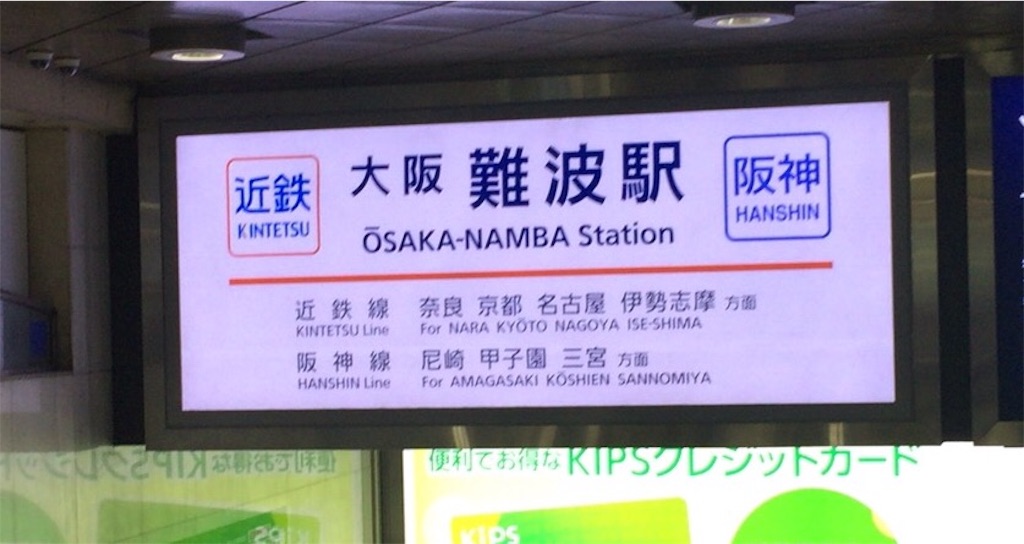 近鉄
KINTETSU
大阪 難波駅
ŌSAKA-NAMBA Station
阪神
HANSHIN
近鉄線 奈良 京都 名古屋 伊勢志摩 方面
KINTETSU Line For NARA KYŌTO NAGOYA ISE-SHIMA
阪神線 尼崎 甲子園 三宮 方面
HANSHIN Line For AMAGASAKI KŌSHIEN SANNOMIYA
便利でお得な KIPSクレジットカード
KIPS